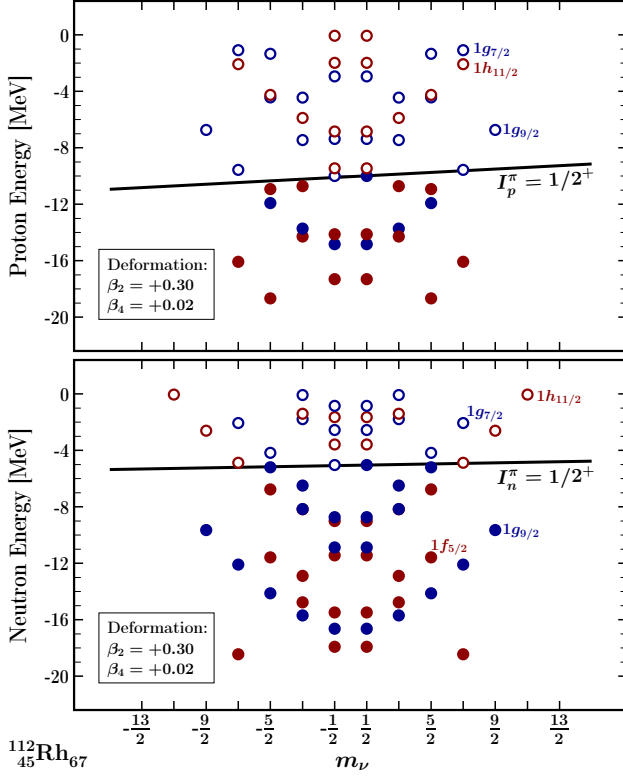 Proton Energy [MeV]
0
-4
-8
-12
-16
-20
1g₇/₂
1h₁₁/₂
1g₉/₂
I_p^π = 1/2⁺
Deformation:
β₂ = +0.30
β₄ = +0.02
Neutron Energy [MeV]
0
-4
-8
-12
-16
-20
1h₁₁/₂
1g₇/₂
I_n^π = 1/2⁺
1g₉/₂
1f₅/₂
Deformation:
β₂ = +0.30
β₄ = +0.02
-13/2 -9/2 -5/2 -1/2 1/2 5/2 9/2 13/2
¹¹²₄₅Rh₆₇ m_ν